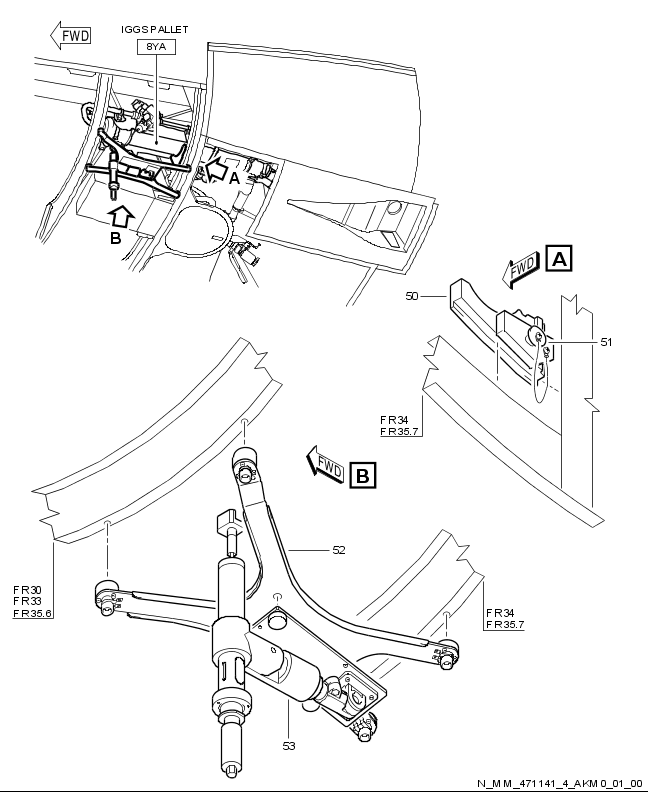 FWD
IGGS PALLET
8YA
A
B
FWD
A
50
51
FR34
FR35.7
FWD
B
52
FR30
FR33
FR35.6
FR34
FR35.7
53
N_MM_471141_4_AKM0_01_00